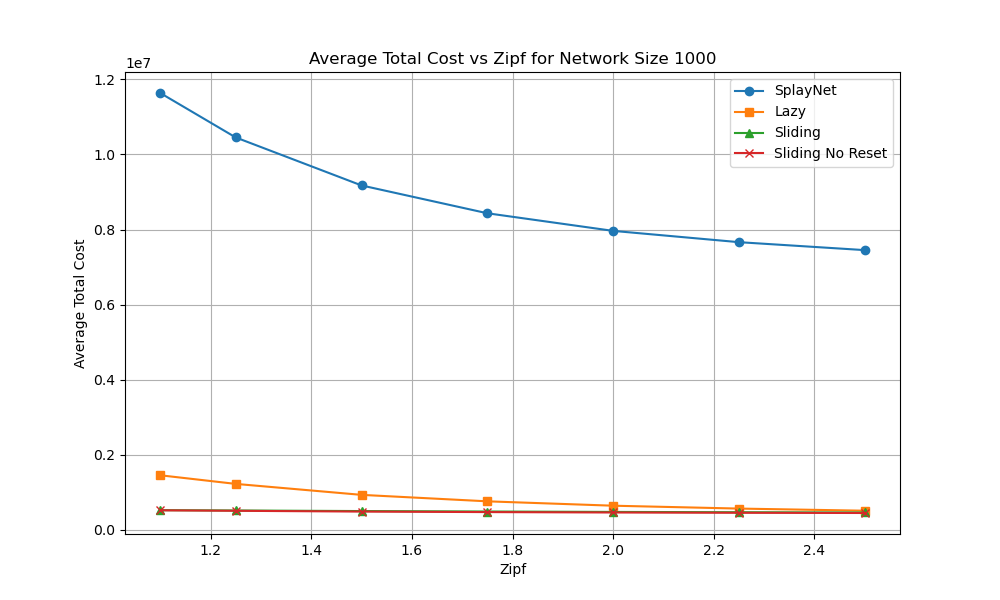 Average Total Cost vs Zipf for Network Size 1000
1e7
1.2
1.0
0.8
0.6
0.4
0.2
0.0
Average Total Cost
SplayNet
Lazy
Sliding
Sliding No Reset
1.2 1.4 1.6 1.8 2.0 2.2 2.4
Zipf